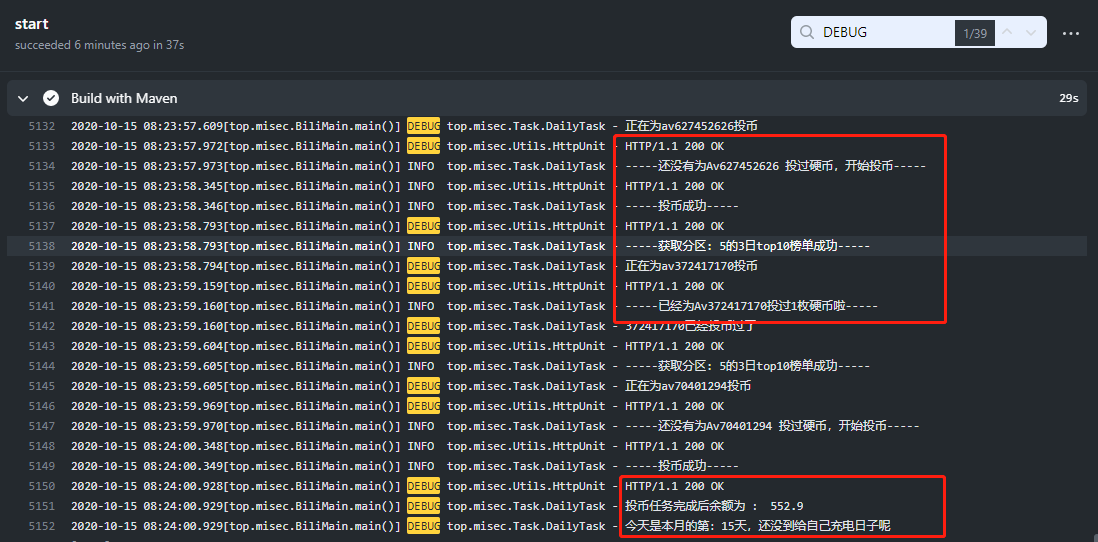 start
succeeded 6 minutes ago in 37s
DEBUG 1/39
Build with Maven 29s
5132 2020-10-15 08:23:57.609[top.misec.BiliMain.main()] DEBUG top.misec.Task.DailyTask - 正在为av627452626投币
5133 2020-10-15 08:23:57.972[top.misec.BiliMain.main()] DEBUG top.misec.Utils.HttpUnit - HTTP/1.1 200 OK
5134 2020-10-15 08:23:57.973[top.misec.BiliMain.main()] INFO top.misec.Task.DailyTask - -----还没有为Av627452626 投过硬币，开始投币-----
5135 2020-10-15 08:23:58.345[top.misec.BiliMain.main()] INFO top.misec.Utils.HttpUnit - HTTP/1.1 200 OK
5136 2020-10-15 08:23:58.346[top.misec.BiliMain.main()] INFO top.misec.Task.DailyTask - -----投币成功-----
5137 2020-10-15 08:23:58.793[top.misec.BiliMain.main()] DEBUG top.misec.Utils.HttpUnit - HTTP/1.1 200 OK
5138 2020-10-15 08:23:58.793[top.misec.BiliMain.main()] INFO top.misec.Task.DailyTask - -----获取分区: 5的3日top10榜单成功-----
5139 2020-10-15 08:23:58.794[top.misec.BiliMain.main()] DEBUG top.misec.Task.DailyTask - 正在为av372417170投币
5140 2020-10-15 08:23:59.159[top.misec.BiliMain.main()] DEBUG top.misec.Utils.HttpUnit - HTTP/1.1 200 OK
5141 2020-10-15 08:23:59.160[top.misec.BiliMain.main()] INFO top.misec.Task.DailyTask - -----已经为Av372417170投过1枚硬币啦-----
5142 2020-10-15 08:23:59.160[top.misec.BiliMain.main()] DEBUG top.misec.Task.DailyTask - 372417170已经投币过了
5143 2020-10-15 08:23:59.604[top.misec.BiliMain.main()] DEBUG top.misec.Utils.HttpUnit - HTTP/1.1 200 OK
5144 2020-10-15 08:23:59.605[top.misec.BiliMain.main()] INFO top.misec.Task.DailyTask - -----获取分区: 5的3日top10榜单成功-----
5145 2020-10-15 08:23:59.605[top.misec.BiliMain.main()] DEBUG top.misec.Task.DailyTask - 正在为av70401294投币
5146 2020-10-15 08:23:59.969[top.misec.BiliMain.main()] DEBUG top.misec.Utils.HttpUnit - HTTP/1.1 200 OK
5147 2020-10-15 08:23:59.970[top.misec.BiliMain.main()] INFO top.misec.Task.DailyTask - -----还没有为Av70401294 投过硬币，开始投币-----
5148 2020-10-15 08:24:00.348[top.misec.BiliMain.main()] INFO top.misec.Utils.HttpUnit - HTTP/1.1 200 OK
5149 2020-10-15 08:24:00.349[top.misec.BiliMain.main()] INFO top.misec.Task.DailyTask - -----投币成功-----
5150 2020-10-15 08:24:00.928[top.misec.BiliMain.main()] DEBUG top.misec.Utils.HttpUnit - HTTP/1.1 200 OK
5151 2020-10-15 08:24:00.929[top.misec.BiliMain.main()] DEBUG top.misec.Task.DailyTask - 投币任务完成后余额为 : 552.9
5152 2020-10-15 08:24:00.929[top.misec.BiliMain.main()] DEBUG top.misec.Task.DailyTask - 今天是本月的第: 15天，还没到给自己充电日子呢